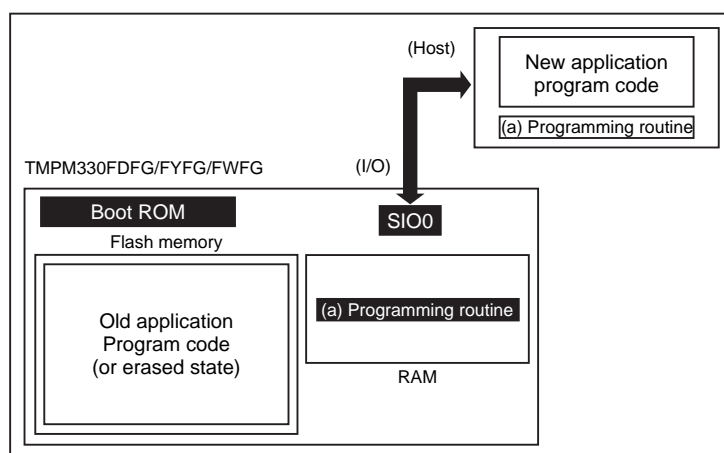 (Host)
New application
program code
(a) Programming routine
(I/O)
TMPM330FDFG/FYFG/FWFG
Boot ROM
SIO0
Flash memory
Old application
Program code
(or erased state)
(a) Programming routine
RAM